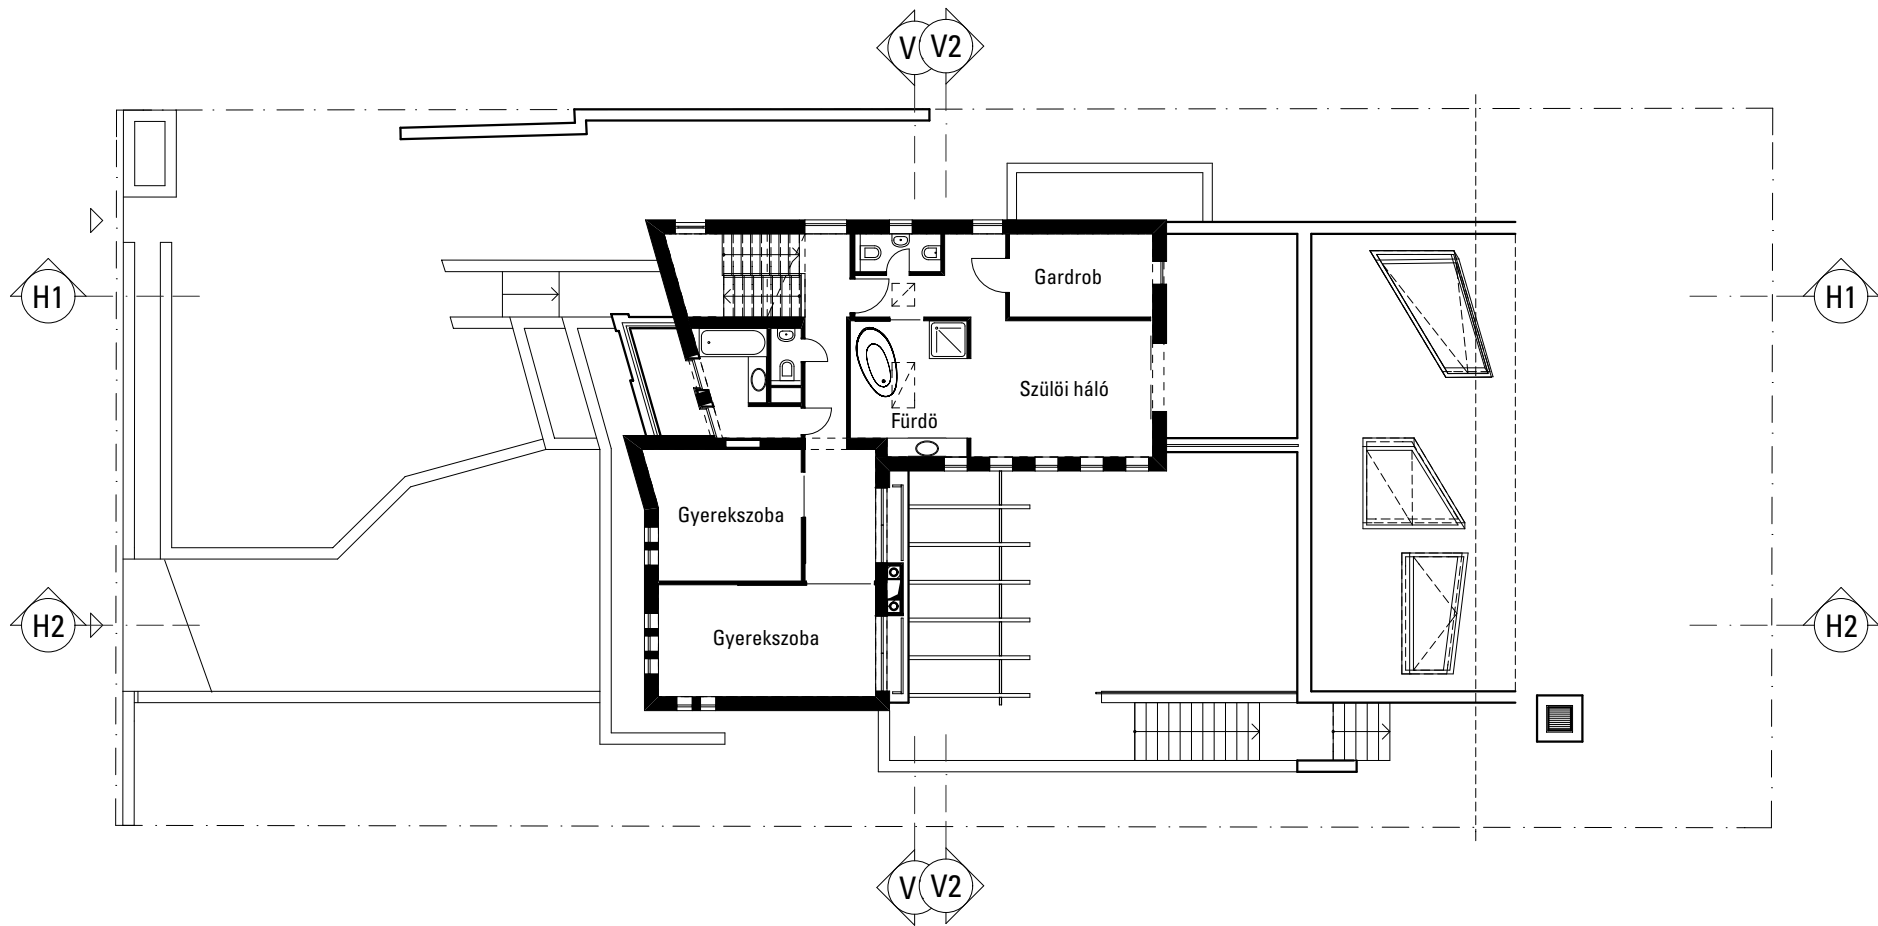 V V2
H1 H1
Gardrob
Szülöi háló
Fürdö
Gyerekszoba
H2 H2
Gyerekszoba
V V2